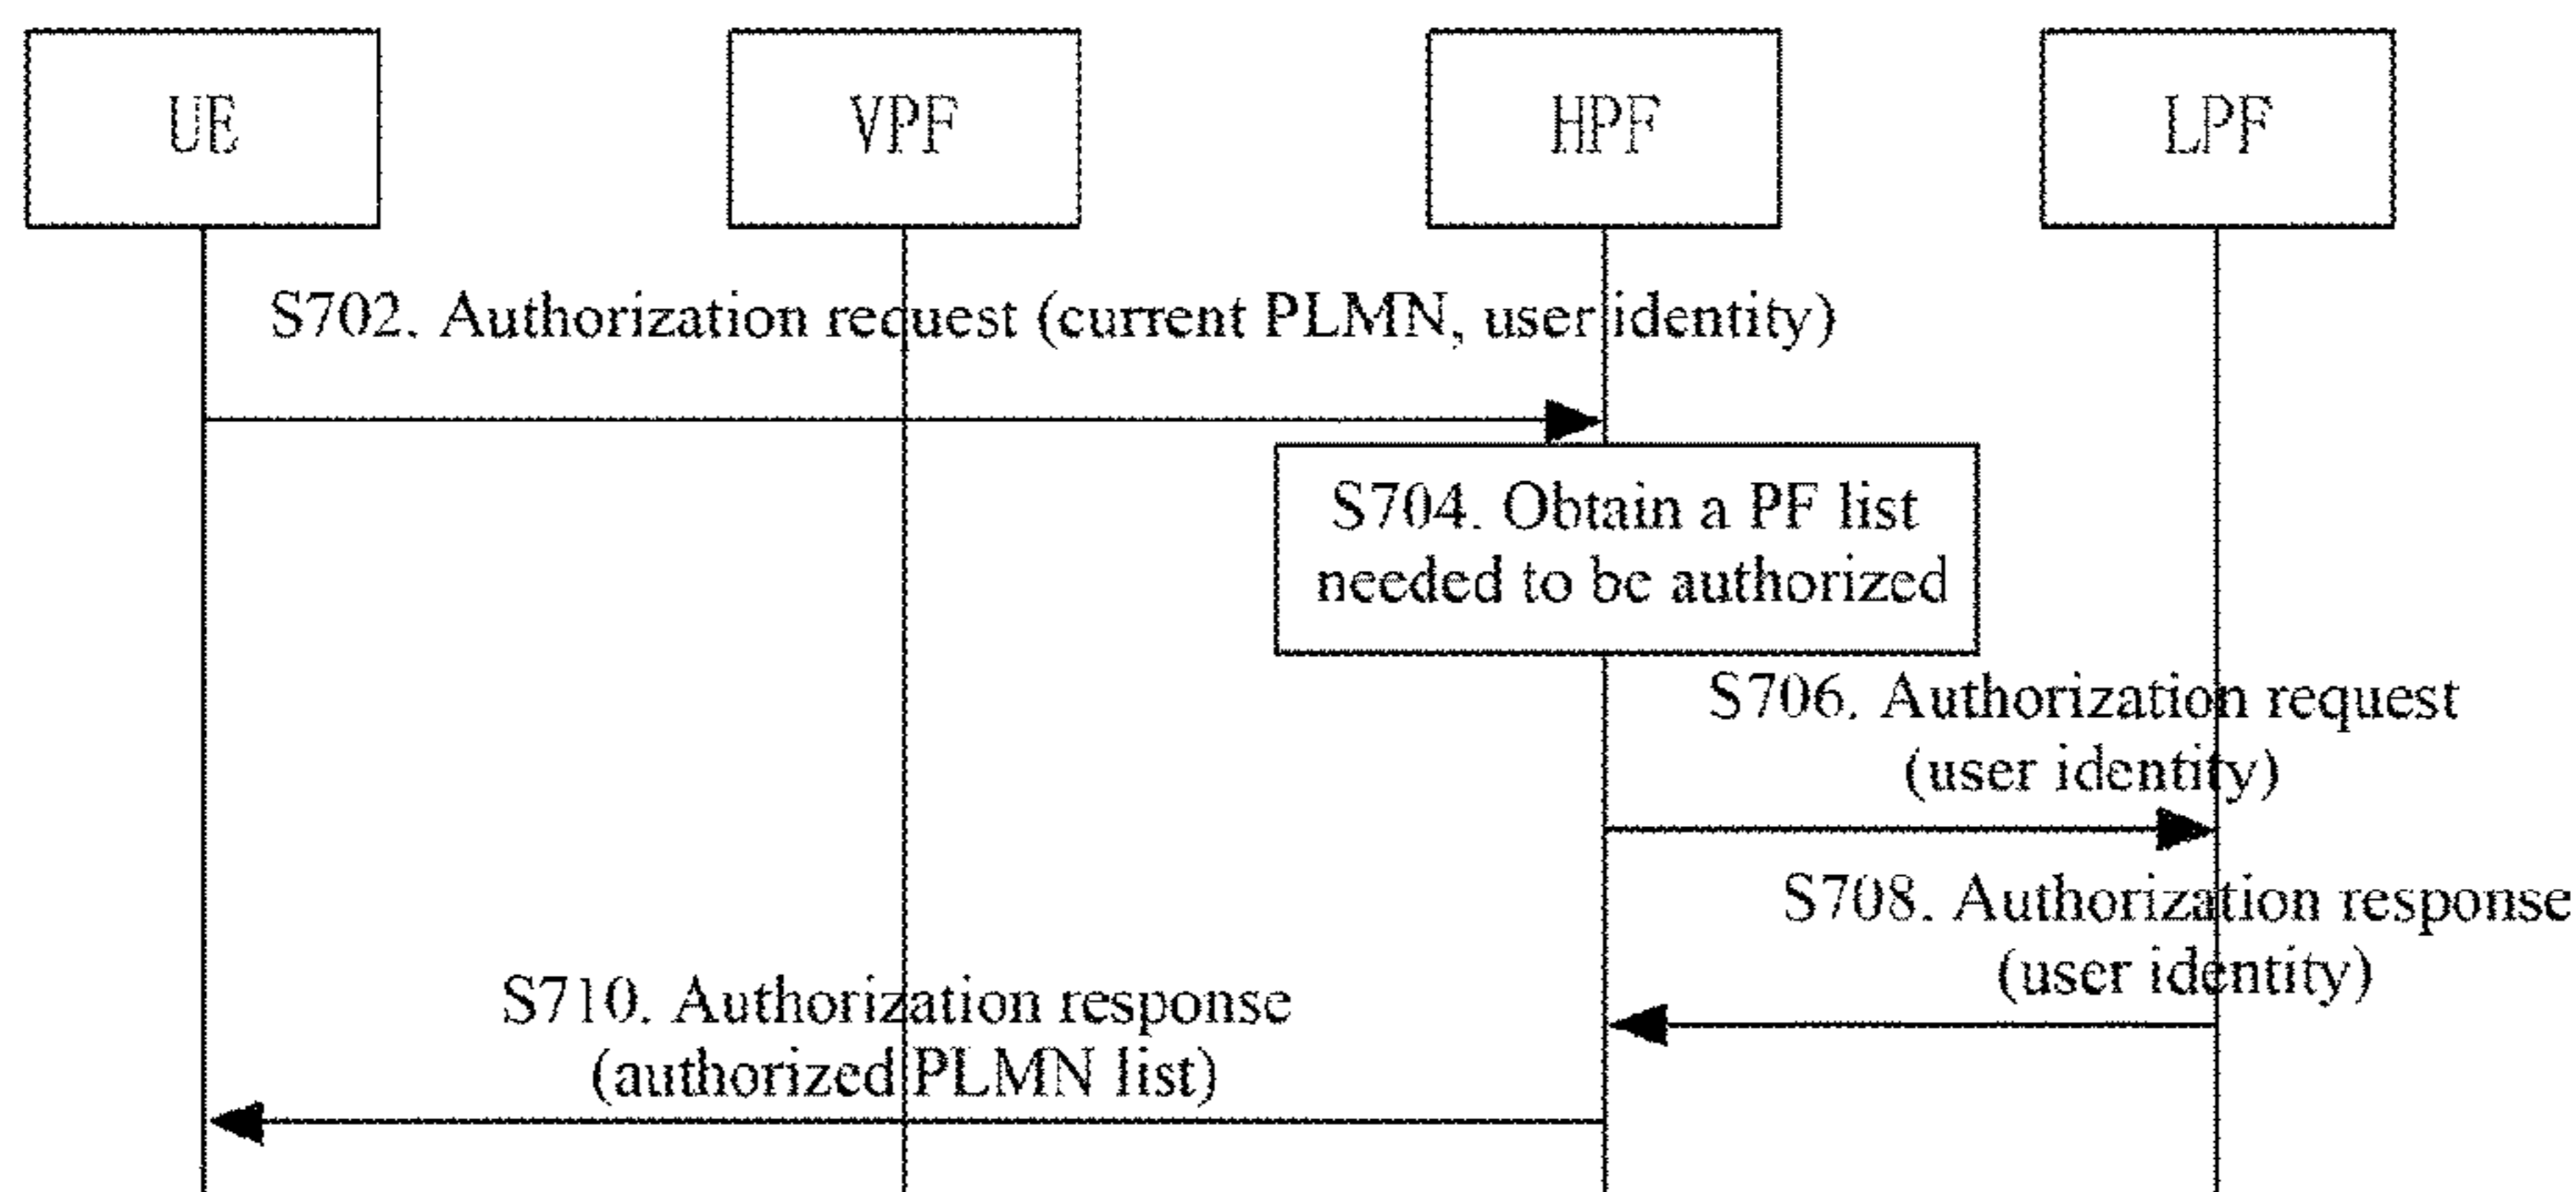 UE
VPF
HPF
LPF
S702. Authorization request (current PLMN, user identity)
S704. Obtain a PF list
needed to be authorized
S706. Authorization request
(user identity)
S708. Authorization response
(user identity)
S710. Authorization response
(authorized PLMN list)